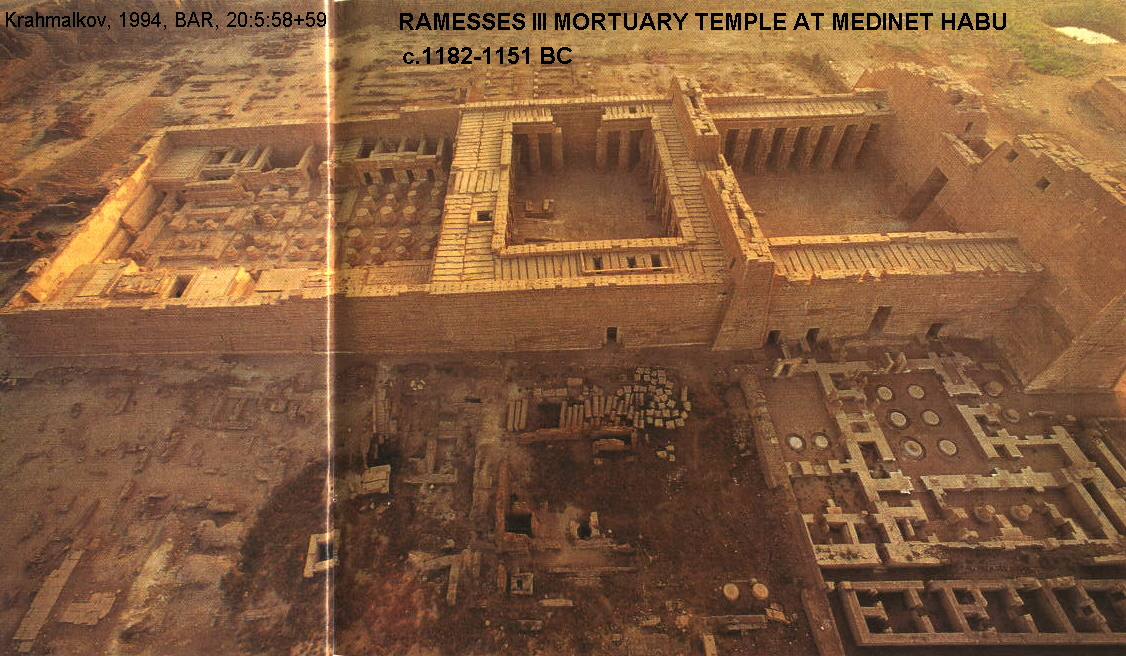 Krahmalkov, 1994, BAR, 20:5:58+59
RAMESSES III MORTUARY TEMPLE AT MEDINET HABU
c.1182-1151 BC